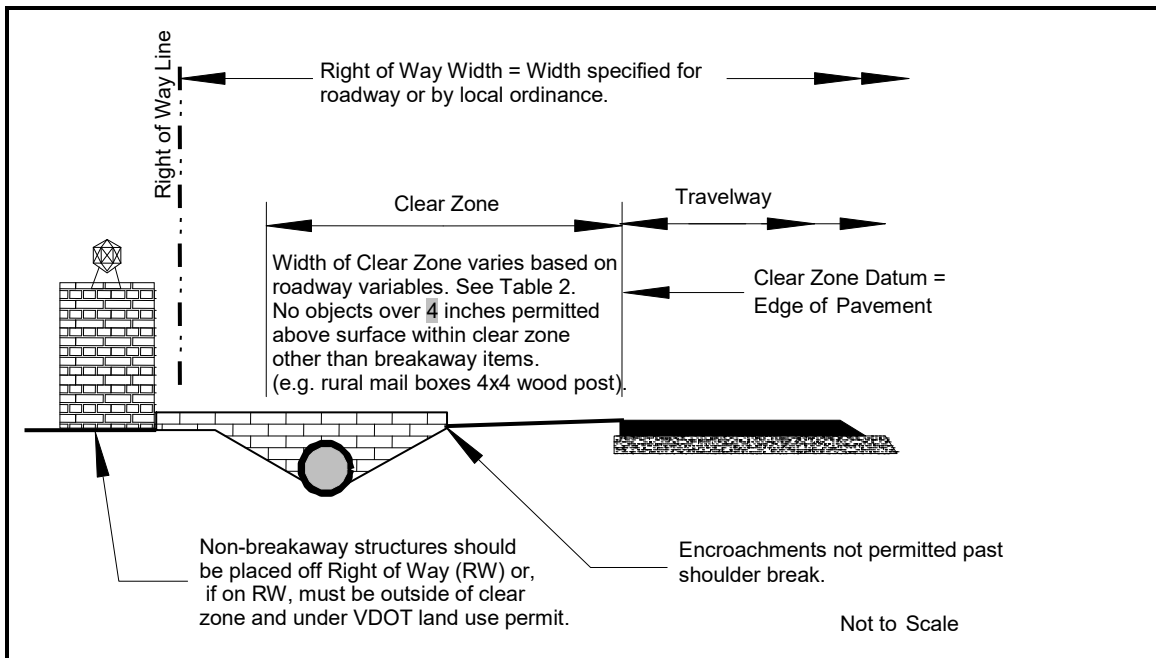 Right of Way Line
Right of Way Width = Width specified for
roadway or by local ordinance.
Clear Zone
Travelway
Width of Clear Zone varies based on
roadway variables. See Table 2.
No objects over 4 inches permitted
above surface within clear zone
other than breakaway items.
(e.g. rural mail boxes 4x4 wood post).
Clear Zone Datum =
Edge of Pavement
Non-breakaway structures should
be placed off Right of Way (RW) or,
if on RW, must be outside of clear
zone and under VDOT land use permit.
Encroachments not permitted past
shoulder break.
Not to Scale